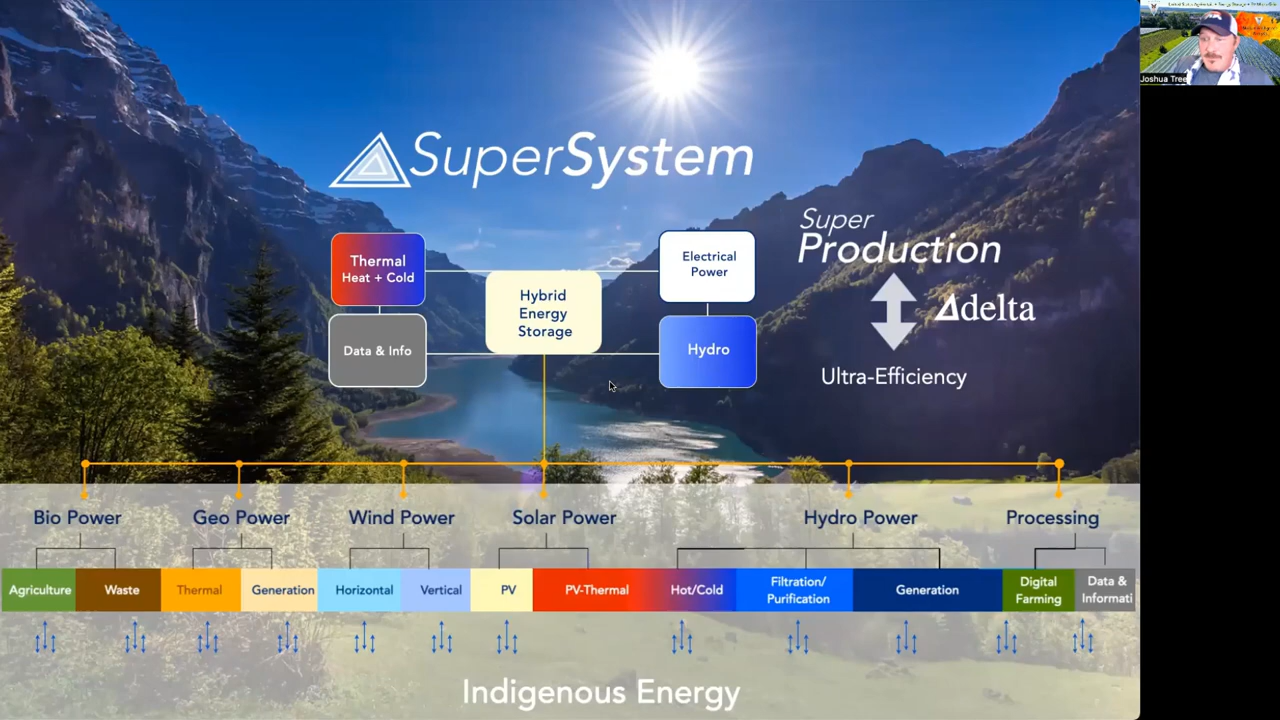 SuperSystem
Thermal
Heat + Cold
Data & Info
Hybrid
Energy
Storage
Electrical
Power
Hydro
Super
Production
Δdelta
Ultra-Efficiency
Bio Power
Geo Power
Wind Power
Solar Power
Hydro Power
Processing
Agriculture
Waste
Thermal
Generation
Horizontal
Vertical
PV
PV-Thermal
Hot/Cold
Filtration/
Purification
Generation
Digital
Farming
Data &
Informati
Indigenous Energy
Joshua Tree